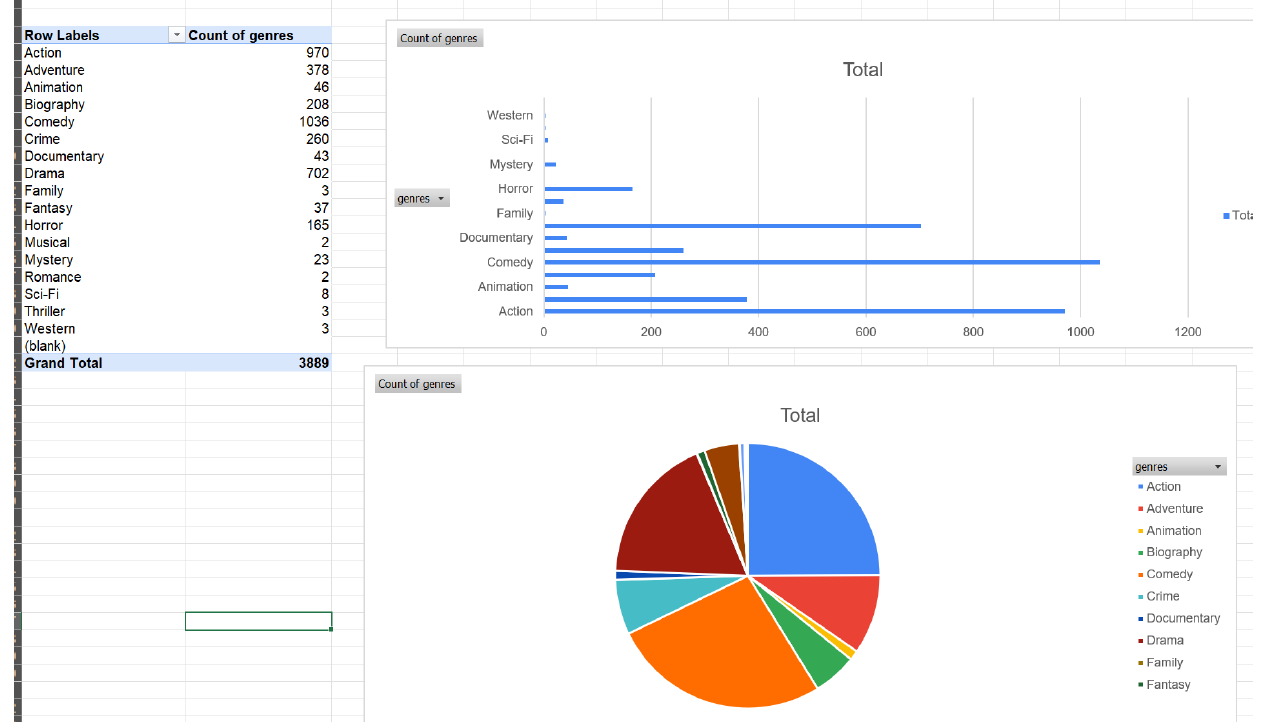 Row Labels Count of genres
Action 970
Adventure 378
Animation 46
Biography 208
Comedy 1036
Crime 260
Documentary 43
Drama 702
Family 3
Fantasy 37
Horror 165
Musical 2
Mystery 23
Romance 2
Sci-Fi 8
Thriller 3
Western 3
(blank)
Grand Total 3889
Count of genres
Total
Western
Sci-Fi
Mystery
Horror
genres
Family
Documentary
Comedy
Animation
Action
0 200 400 600 800 1000 1200
Tota
Count of genres
Total
genres
Action
Adventure
Animation
Biography
Comedy
Crime
Documentary
Drama
Family
Fantasy